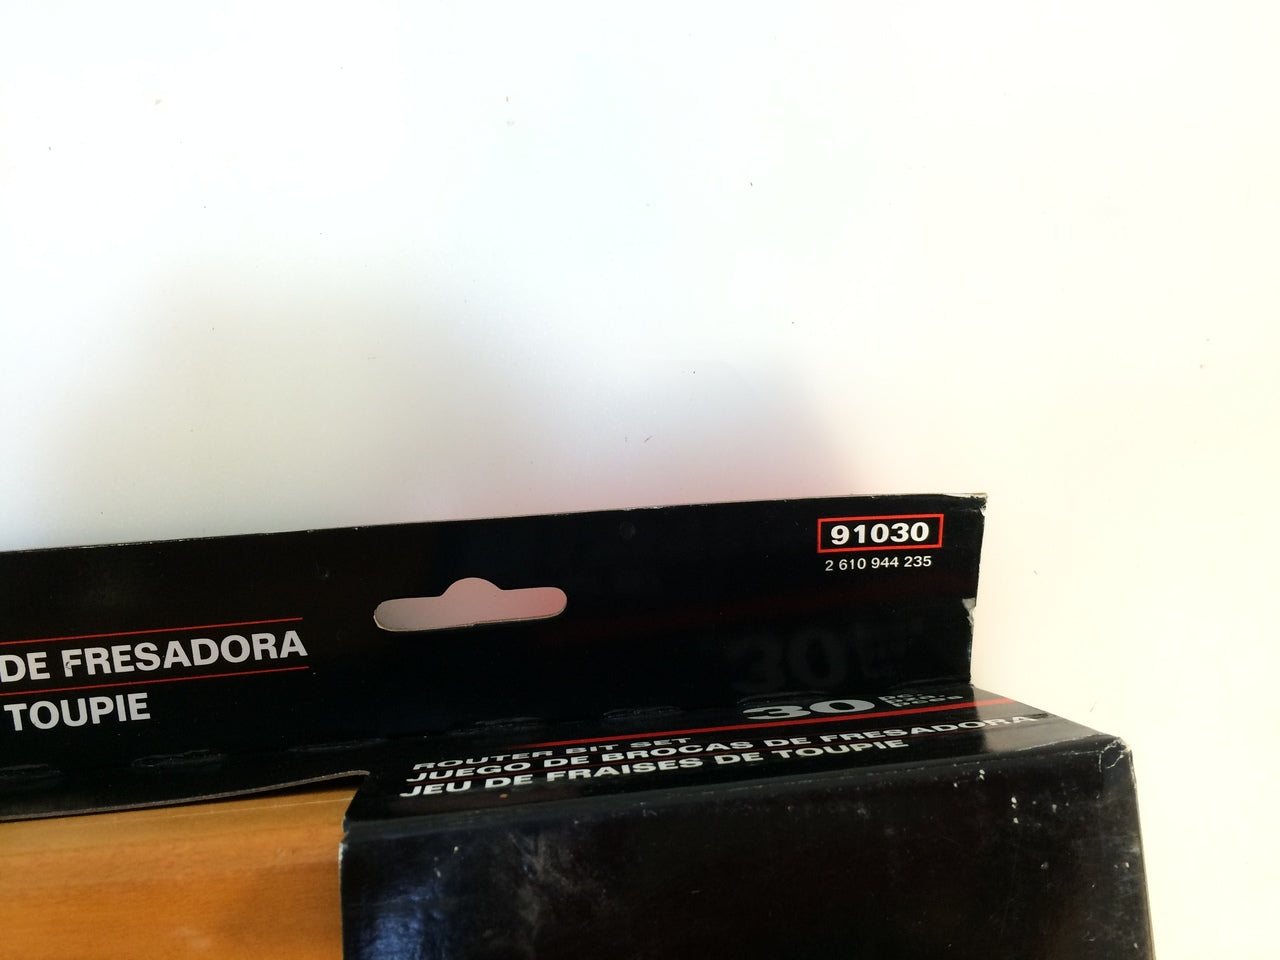 91030
2 610 944 235
DE FRESADORA
TOUPIE
30
ROUTER BIT SET
JUEGO DE BROCAS DE FRESADORA
JEU DE FRAISES DE TOUPIE